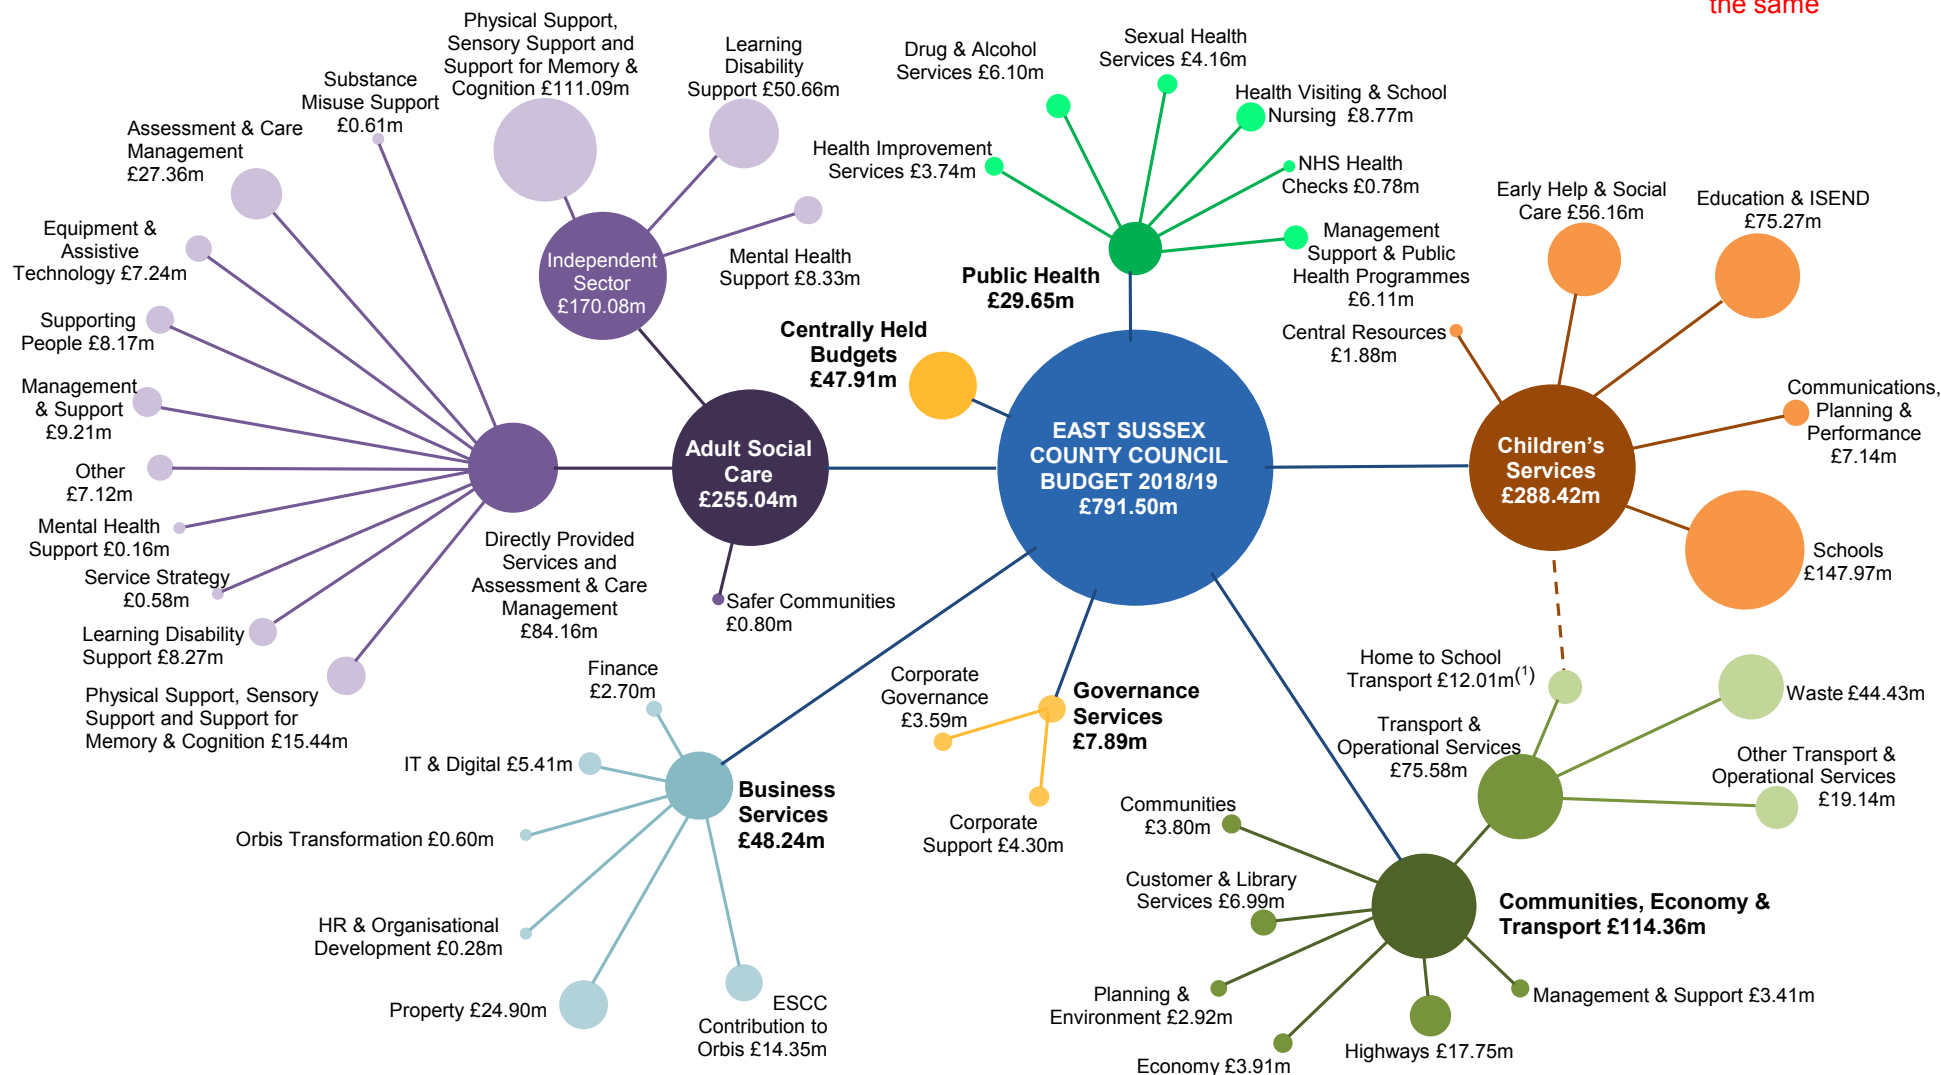 the same
Physical Support,
Sensory Support and
Support for Memory &
Cognition £111.09m
Learning
Disability
Support £50.66m
Substance
Misuse Support
£0.61m
Assessment & Care
Management
£27.36m
Equipment &
Assistive
Technology £7.24m
Supporting
People £8.17m
Management
& Support
£9.21m
Other
£7.12m
Mental Health
Support £0.16m
Service Strategy
£0.58m
Learning Disability
Support £8.27m
Physical Support, Sensory
Support and Support for
Memory & Cognition £15.44m
Independent
Sector
£170.08m
Mental Health
Support £8.33m
Adult Social
Care
£255.04m
Directly Provided
Services and
Assessment & Care
Management
£84.16m
Safer Communities
£0.80m
Drug & Alcohol
Services £6.10m
Sexual Health
Services £4.16m
Health Visiting & School
Nursing £8.77m
Health Improvement
Services £3.74m
NHS Health
Checks £0.78m
Management
Support & Public
Health Programmes
£6.11m
Public Health
£29.65m
Centrally Held
Budgets
£47.91m
EAST SUSSEX
COUNTY COUNCIL
BUDGET 2018/19
£791.50m
Early Help & Social
Care £56.16m
Education & ISEND
£75.27m
Central Resources
£1.88m
Communications,
Planning &
Performance
£7.14m
Children's
Services
£288.42m
Schools
£147.97m
Home to School
Transport £12.01m(1)
Waste £44.43m
Transport &
Operational Services
£75.58m
Other Transport &
Operational Services
£19.14m
Communities
£3.80m
Customer & Library
Services £6.99m
Planning &
Environment £2.92m
Economy £3.91m
Highways £17.75m
Management & Support £3.41m
Communities, Economy &
Transport £114.36m
Corporate
Governance
£3.59m
Governance
Services
£7.89m
Corporate
Support £4.30m
Finance
£2.70m
IT & Digital £5.41m
Orbis Transformation £0.60m
HR & Organisational
Development £0.28m
Property £24.90m
ESCC
Contribution to
Orbis £14.35m
Business
Services
£48.24m